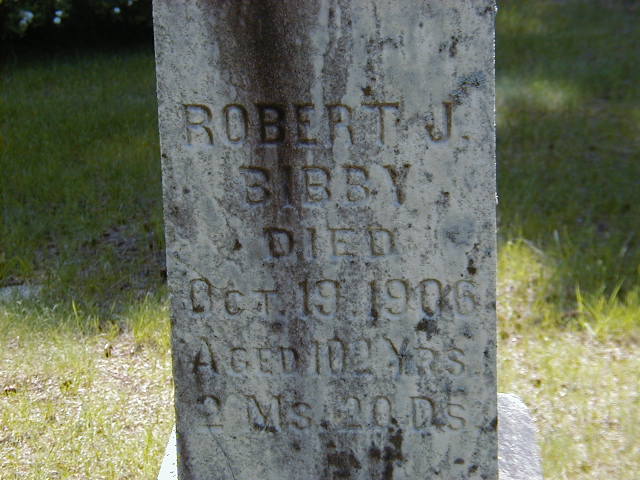 ROBERT J.
BIBBY
DIED
OCT. 19. 1906
AGED 102 YRS
2 MS. 20 DS